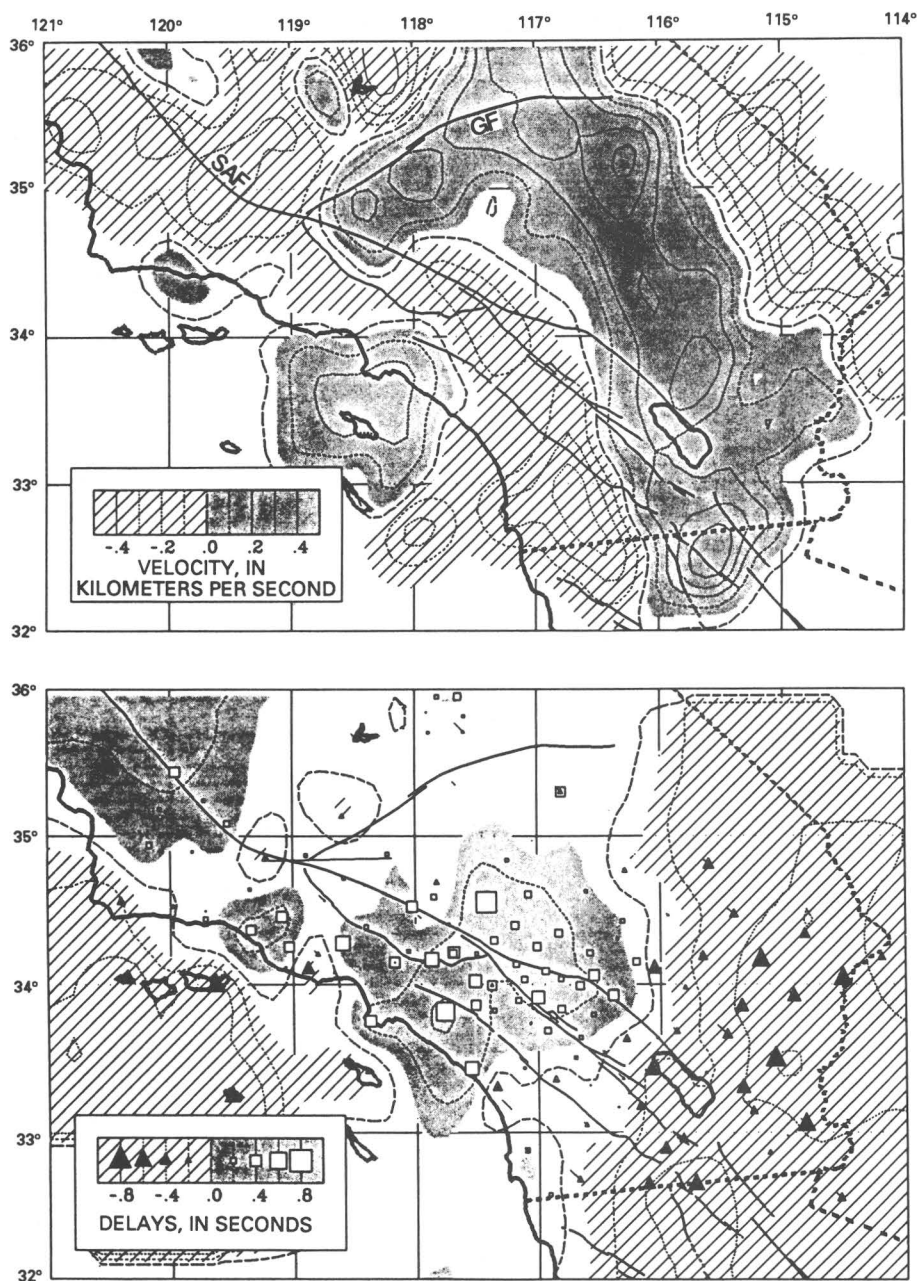 121° 120° 119° 118° 117° 116° 115° 114°
36°
SAF
GF
35°
34°
33°
-.4 -.2 .0 .2 .4
VELOCITY, IN
KILOMETERS PER SECOND
32°
36°
35°
34°
33°
-.8 -.4 .0 .4 .8
DELAYS, IN SECONDS
32°